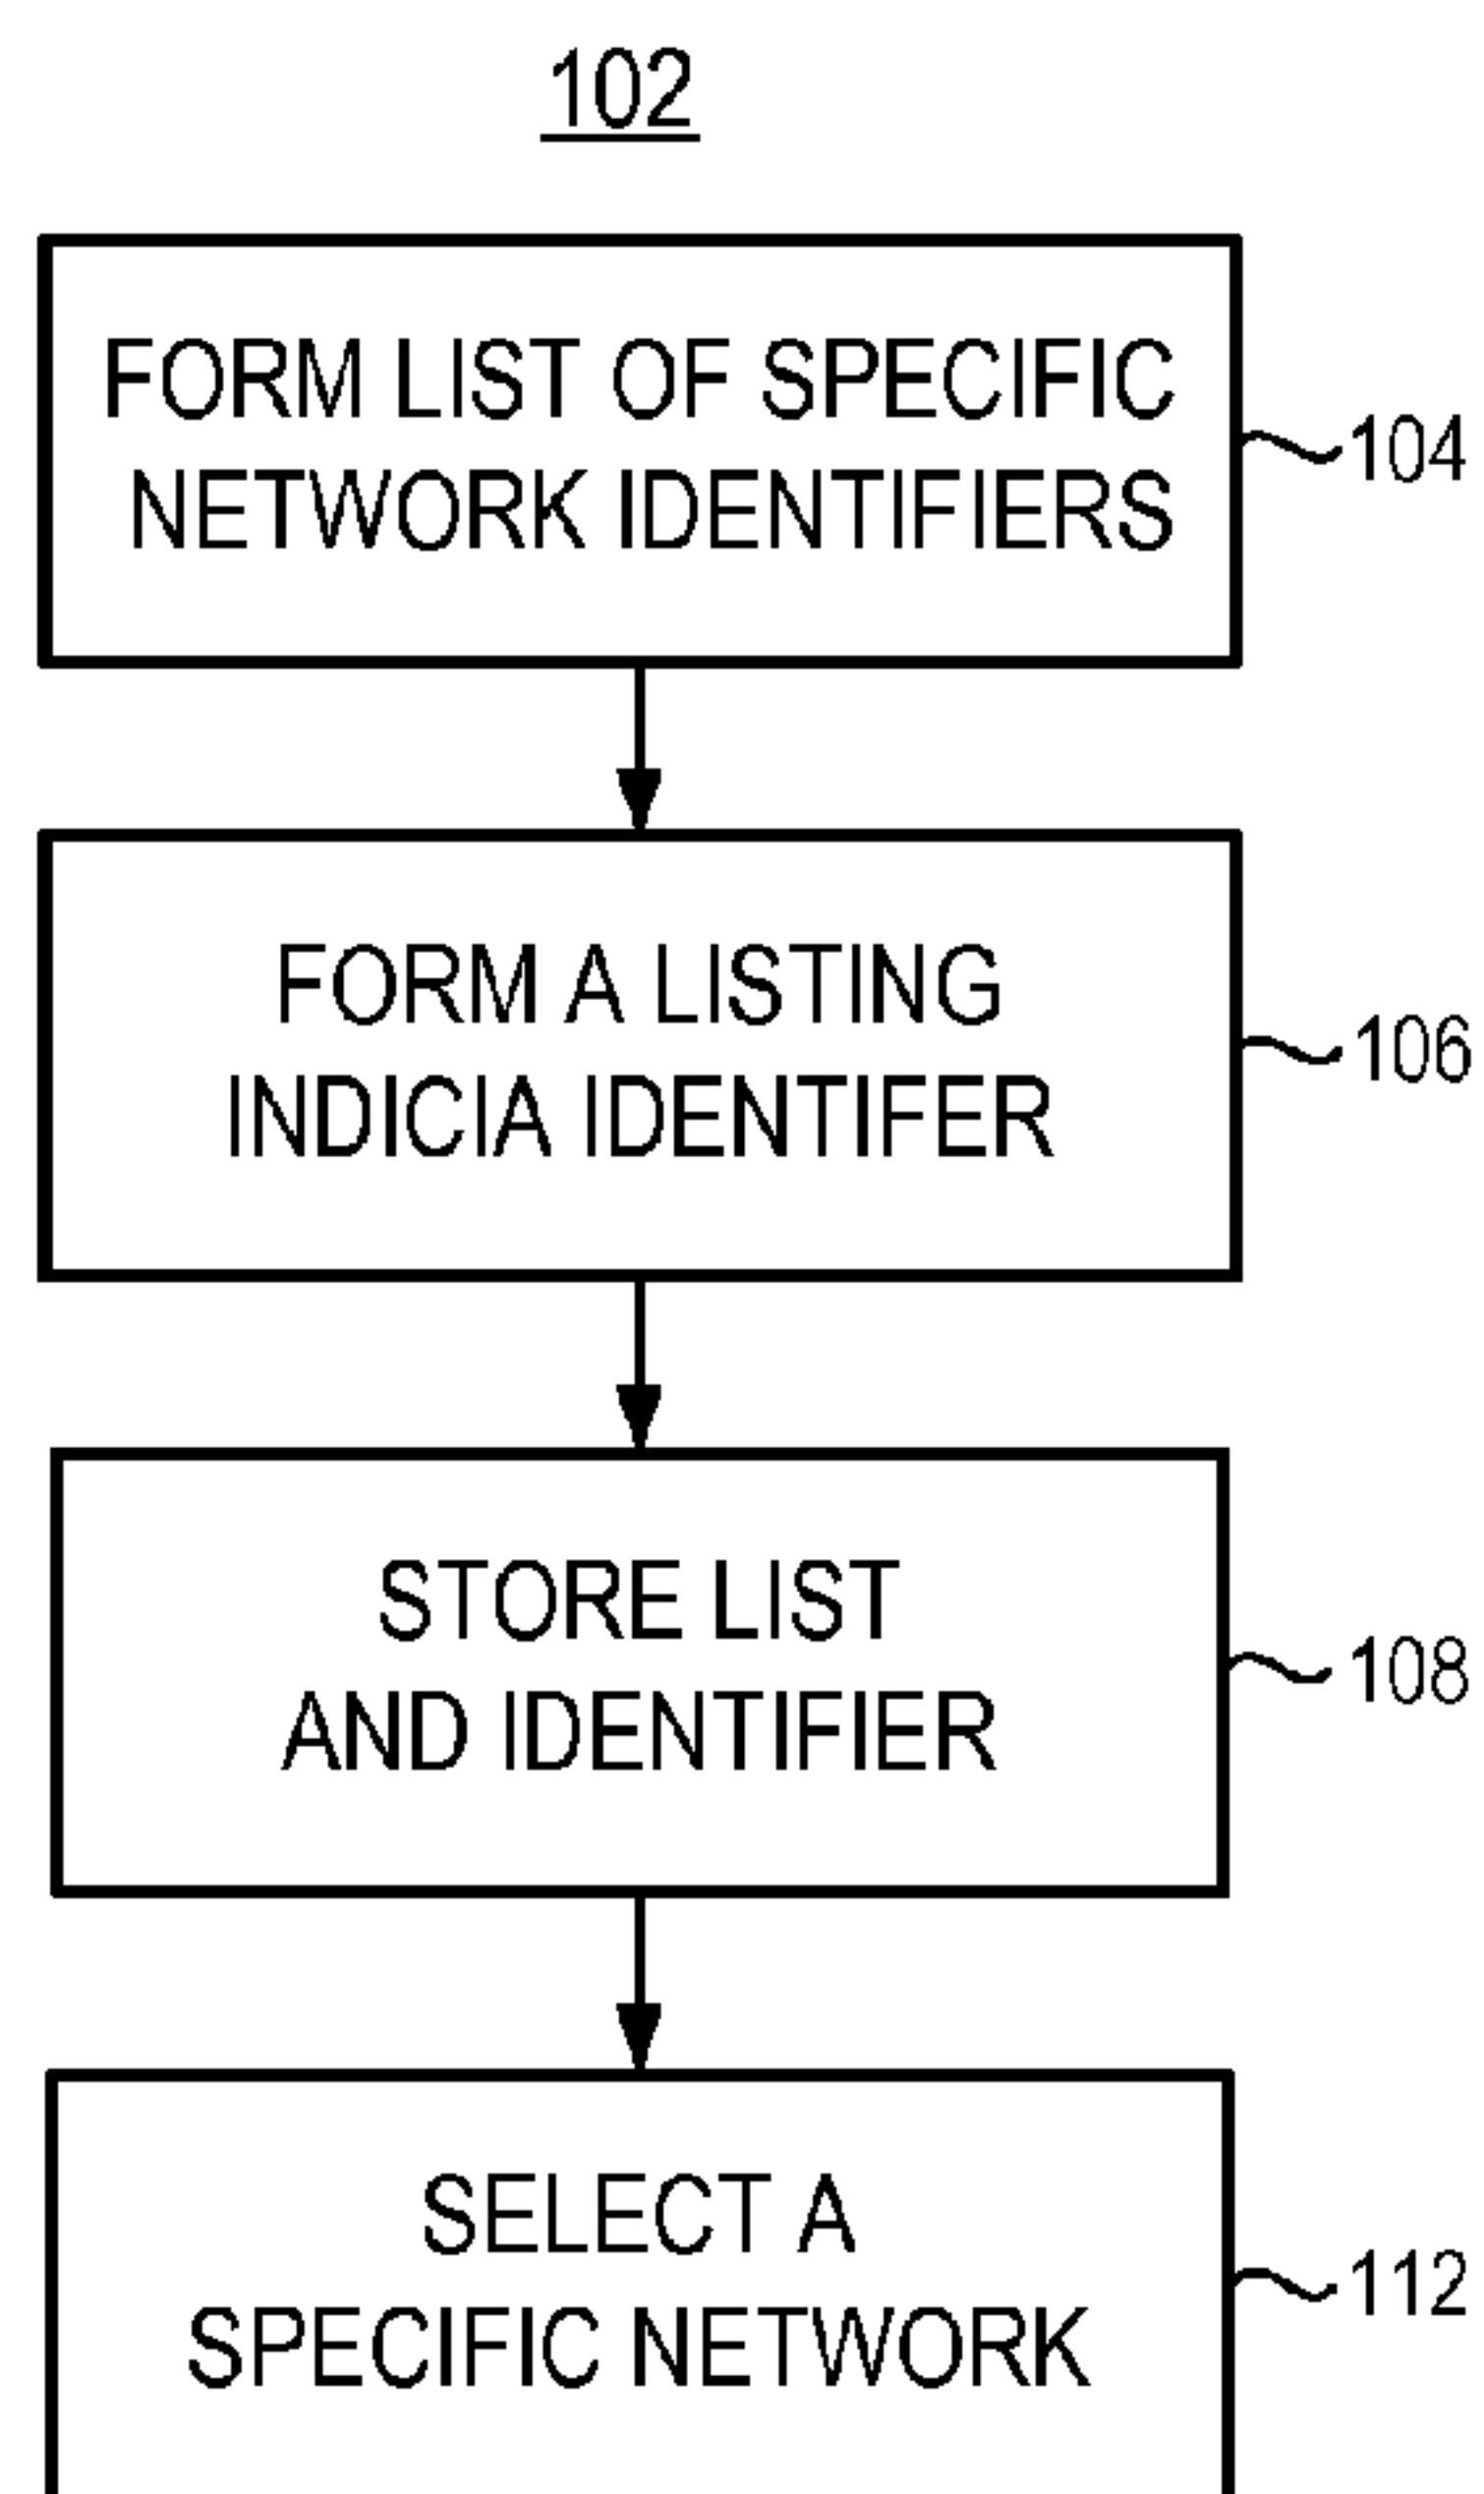 102
FORM LIST OF SPECIFIC
NETWORK IDENTIFIERS
104
FORM A LISTING
INDICIA IDENTIFER
106
STORE LIST
AND IDENTIFIER
108
SELECT A
SPECIFIC NETWORK
112